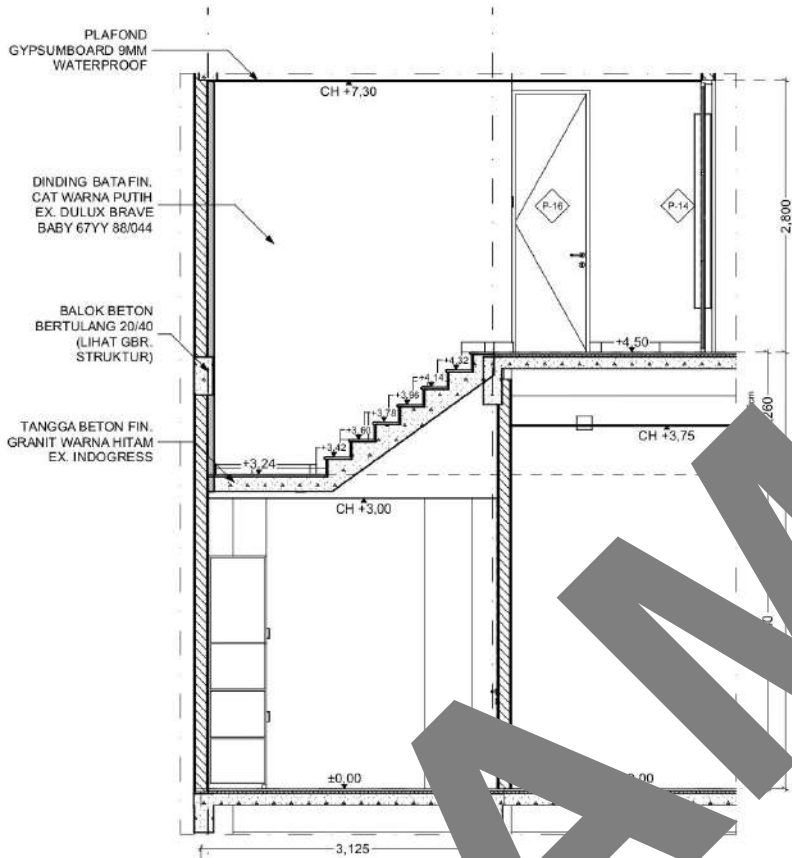 PLAFOND
GYPSUMBOARD 9MM
WATERPROOF
CH +7,30
DINDING BATA FIN.
CAT WARNA PUTIH
EX. DULUX BRAVE
BABY 67YY 88/044
P-16
P-14
2,800
BALOK BETON
BERTULANG 20/40
(LIHAT GBR.
STRUKTUR)
+4,50
+4,32
+4,14
+3,96
+3,78
+3,60
+3,42
+3,24
CH +3,75
TANGGA BETON FIN.
GRANIT WARNA HITAM
EX. INDOGRESS
CH +3,00
±0,00
3,125